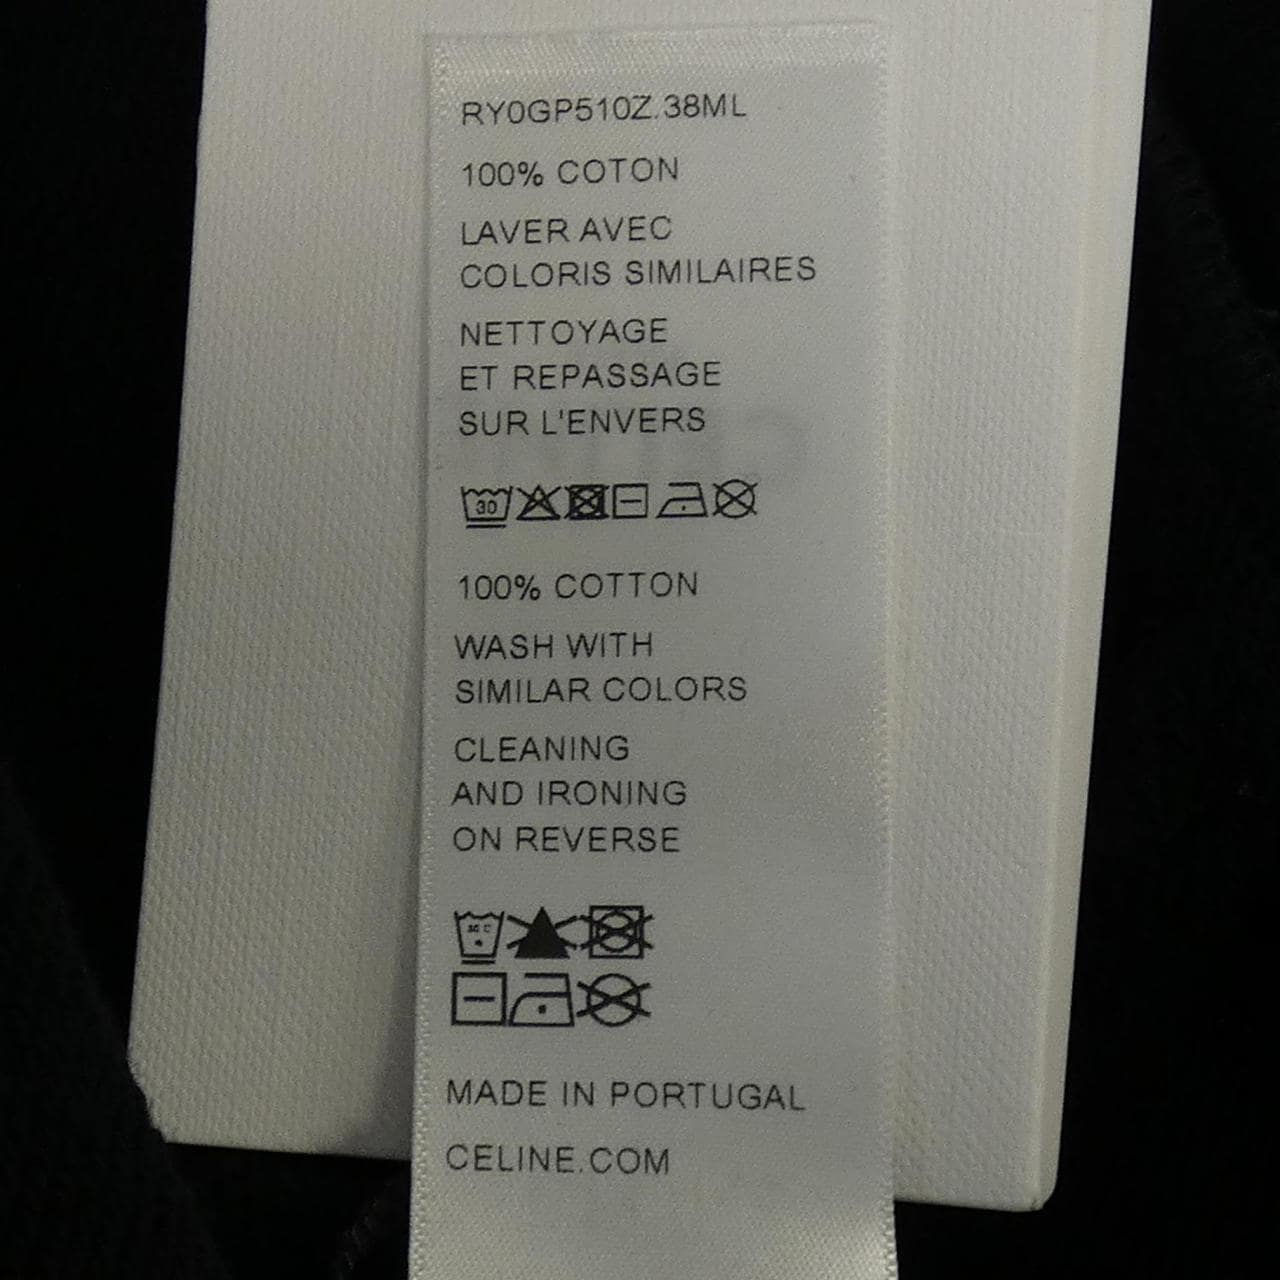 RY0GP510Z.38ML
100% COTON
LAVER AVEC
COLORIS SIMILAIRES
NETTOYAGE
ET REPASSAGE
SUR L'ENVERS
30
100% COTTON
WASH WITH
SIMILAR COLORS
CLEANING
AND IRONING
ON REVERSE
30 C
MADE IN PORTUGAL
CELINE.COM